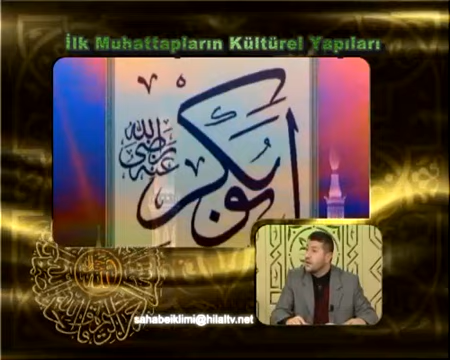 İlk Muhattapların Kültürel Yapıları
أبو بكر
رضي الله عنه
sahabeiklimi@hilaltv.net